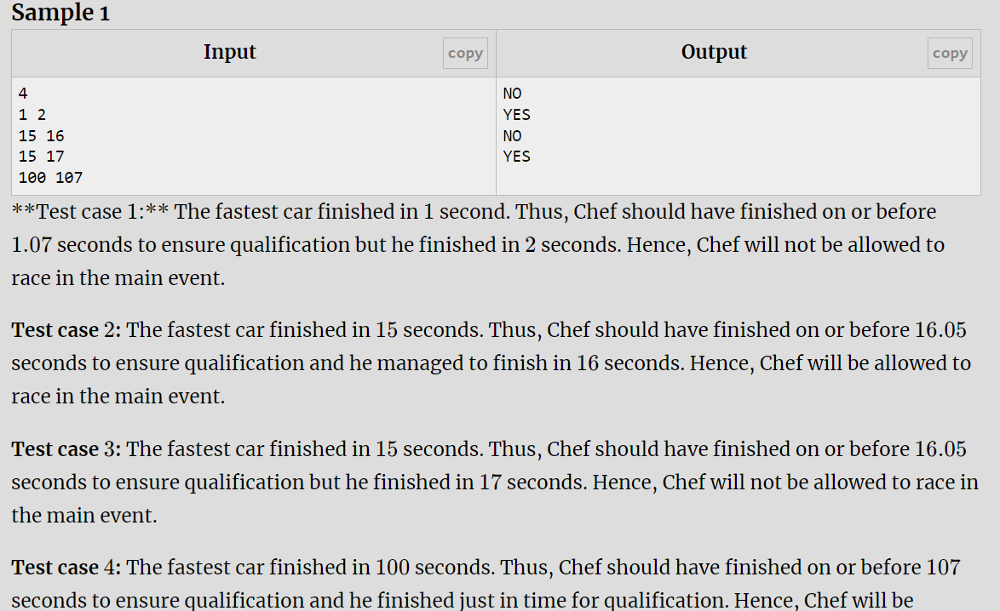 Sample 1
Input copy Output copy
4 NO
1 2 YES
15 16 NO
15 17 YES
100 107
**Test case 1:** The fastest car finished in 1 second. Thus, Chef should have finished on or before
1.07 seconds to ensure qualification but he finished in 2 seconds. Hence, Chef will not be allowed to
race in the main event.
Test case 2: The fastest car finished in 15 seconds. Thus, Chef should have finished on or before 16.05
seconds to ensure qualification and he managed to finish in 16 seconds. Hence, Chef will be allowed to
race in the main event.
Test case 3: The fastest car finished in 15 seconds. Thus, Chef should have finished on or before 16.05
seconds to ensure qualification but he finished in 17 seconds. Hence, Chef will not be allowed to race in
the main event.
Test case 4: The fastest car finished in 100 seconds. Thus, Chef should have finished on or before 107
seconds to ensure qualification and he finished just in time for qualification. Hence, Chef will be